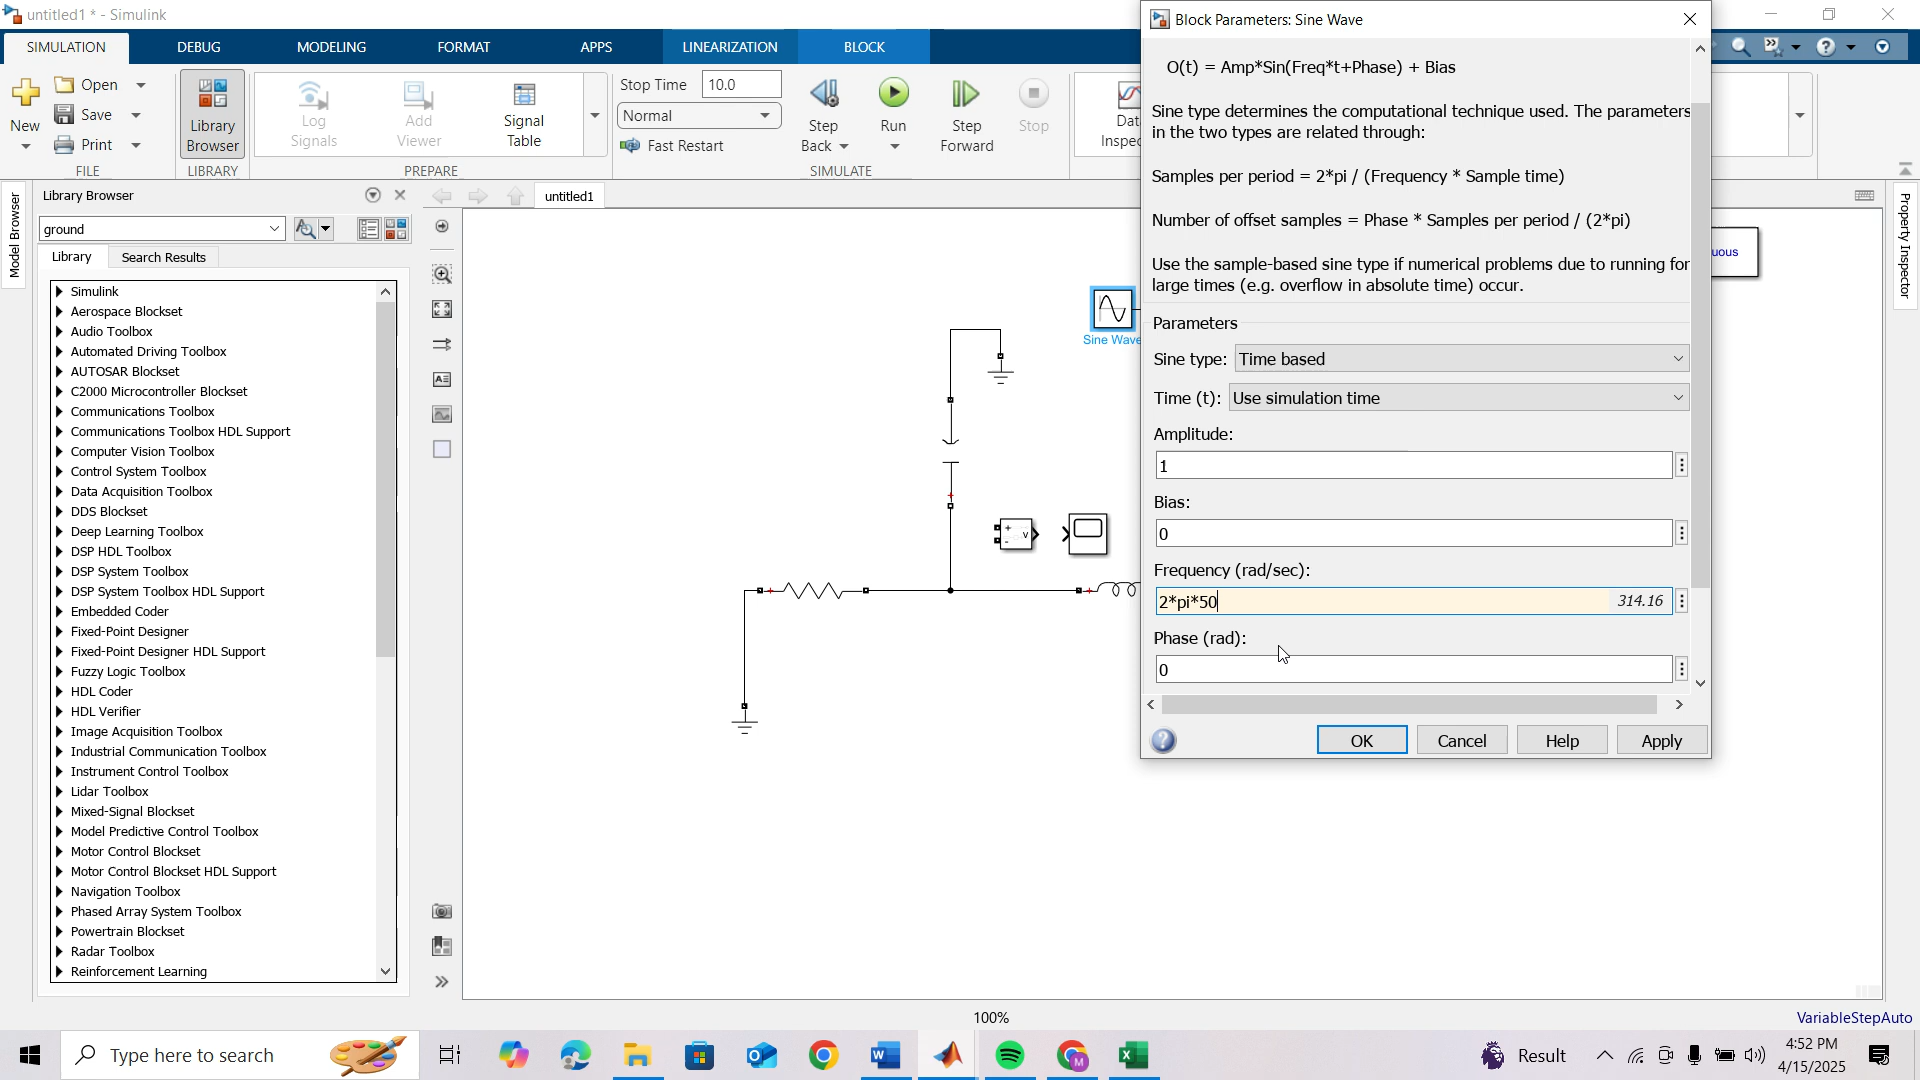 untitled1 * - Simulink
Block Parameters: Sine Wave
SIMULATION
DEBUG
MODELING
FORMAT
APPS
LINEARIZATION
BLOCK
New
Open
Save
Print
FILE
Library
Browser
LIBRARY
Log
Signals
Add
Viewer
Signal
Table
PREPARE
Stop Time
10.0
Normal
Fast Restart
Step
Back
Run
Step
Forward
Stop
SIMULATE
Data
Inspec
O(t) = Amp*Sin(Freq*t+Phase) + Bias
Sine type determines the computational technique used. The parameters
in the two types are related through:
Samples per period = 2*pi / (Frequency * Sample time)
Number of offset samples = Phase * Samples per period / (2*pi)
Use the sample-based sine type if numerical problems due to running for
large times (e.g. overflow in absolute time) occur.
Parameters
Sine type:
Time based
Time (t):
Use simulation time
Amplitude:
1
Bias:
0
Frequency (rad/sec):
2*pi*50
314.16
Phase (rad):
0
OK
Cancel
Help
Apply
Model Browser
Library Browser
ground
Library
Search Results
Simulink
Aerospace Blockset
Audio Toolbox
Automated Driving Toolbox
AUTOSAR Blockset
C2000 Microcontroller Blockset
Communications Toolbox
Communications Toolbox HDL Support
Computer Vision Toolbox
Control System Toolbox
Data Acquisition Toolbox
DDS Blockset
Deep Learning Toolbox
DSP HDL Toolbox
DSP System Toolbox
DSP System Toolbox HDL Support
Embedded Coder
Fixed-Point Designer
Fixed-Point Designer HDL Support
Fuzzy Logic Toolbox
HDL Coder
HDL Verifier
Image Acquisition Toolbox
Industrial Communication Toolbox
Instrument Control Toolbox
Lidar Toolbox
Mixed-Signal Blockset
Model Predictive Control Toolbox
Motor Control Blockset
Motor Control Blockset HDL Support
Navigation Toolbox
Phased Array System Toolbox
Powertrain Blockset
Radar Toolbox
Reinforcement Learning
untitled1
Sine Wave
+
+
v
-
+
+
uous
Property Inspector
100%
VariableStepAuto
Type here to search
Result
4:52 PM
4/15/2025